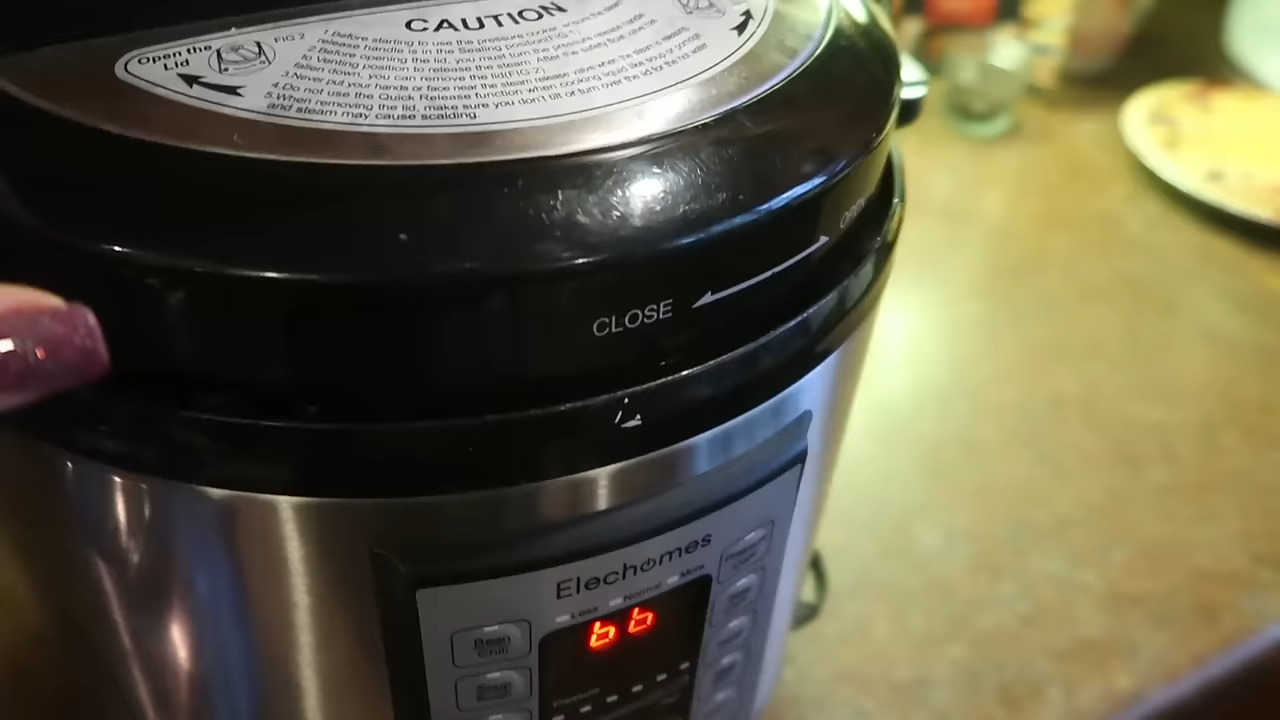 CAUTION
Open the
Lid
FIG 2
1.Before starting to use the pressure cooker, ensure the steam
release handle is in the Sealing position(FIG.1)
2.Before opening the lid, you must turn the pressure release handle
to Venting position to release the steam. After the safety float valve has
fallen down, you can remove the lid(FIG.2)
3.Never put your hands or face near the steam release valve when the steam is releasing
4.Do not use the Quick Release function when cooking liquid like soup or porridge
5.When removing the lid, make sure you don't tilt or turn over the lid for the hot water
and steam may cause scalding.
OPEN
CLOSE
Elechomes
Less Normal More
bb
Bean
Chili
Soup
Pressure